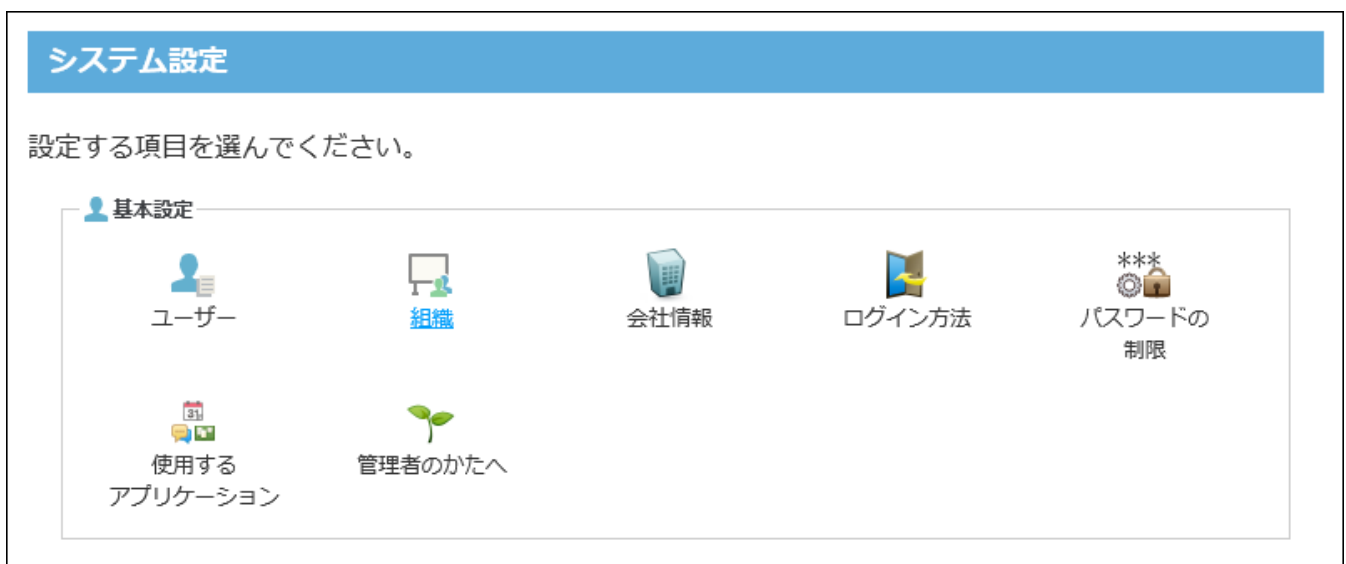 システム設定
設定する項目を選んでください。
基本設定
ユーザー
組織
会社情報
ログイン方法
***
パスワードの
制限
31
使用する
アプリケーション
管理者のかたへ